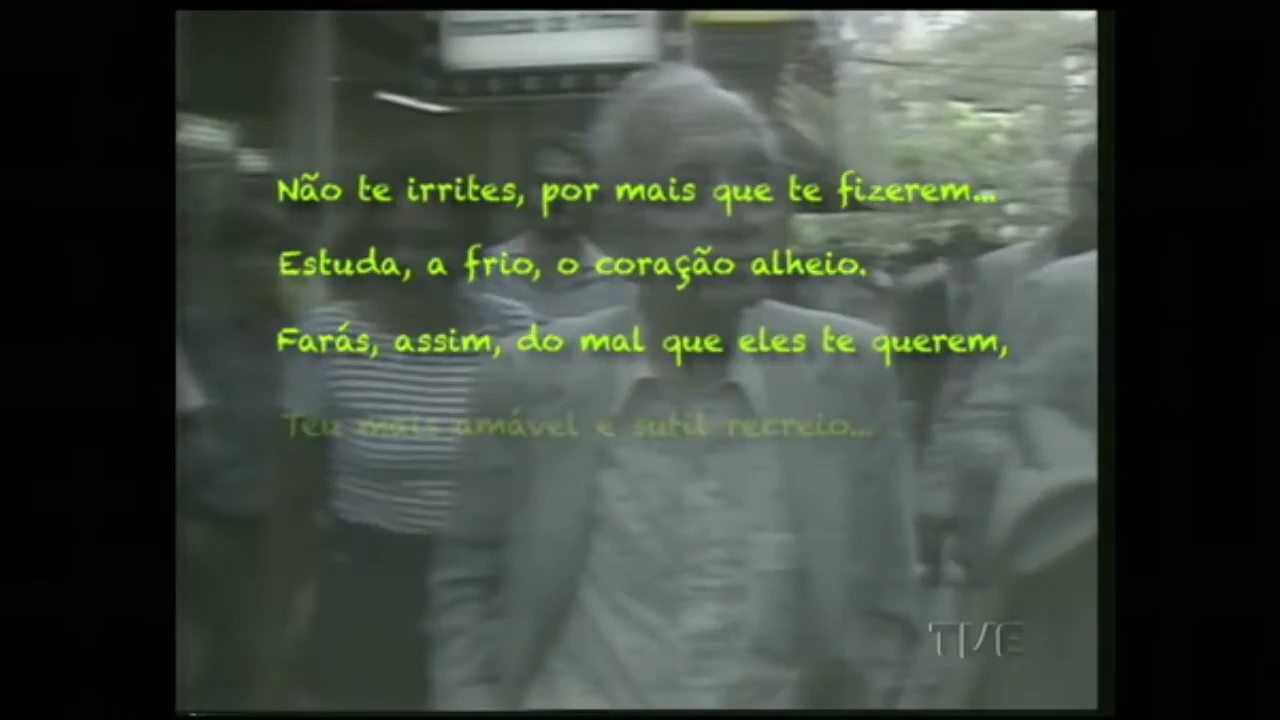 Não te irrites, por mais que te fizerem...
Estuda, a frio, o coração alheio.
Farás, assim, do mal que eles te querem,
Teu mais amável e sutil recreio...
TVE